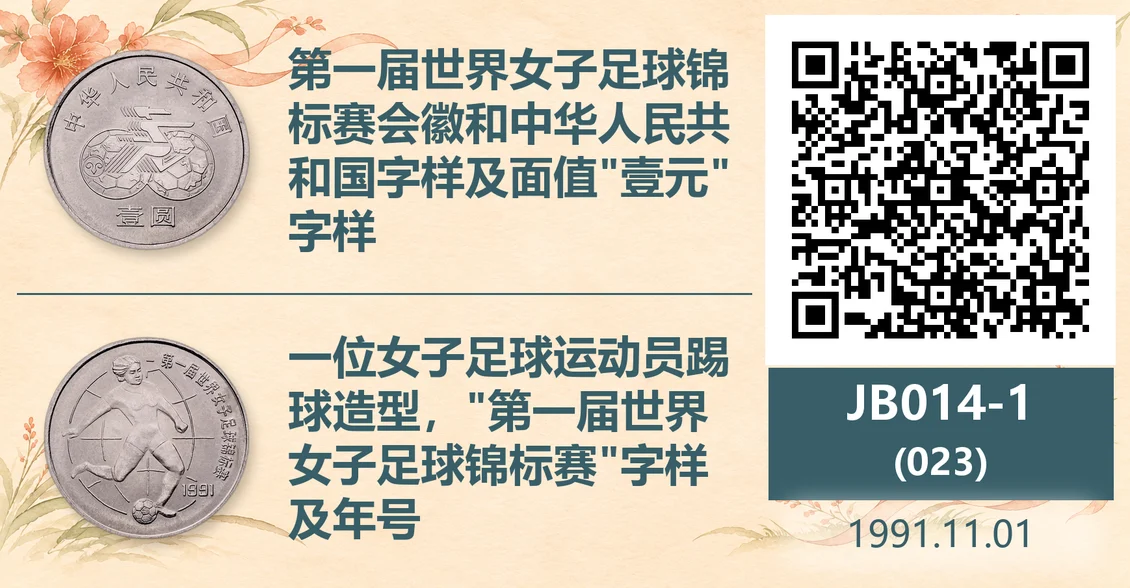 中华人民共和国
壹圆
第一届世界女子足球锦
标赛会徽和中华人民共
和国字样及面值"壹元"
字样
第一届世界女子足球锦标赛
1991
一位女子足球运动员踢
球造型，"第一届世界
女子足球锦标赛"字样
及年号
JB014-1
(023)
1991.11.01